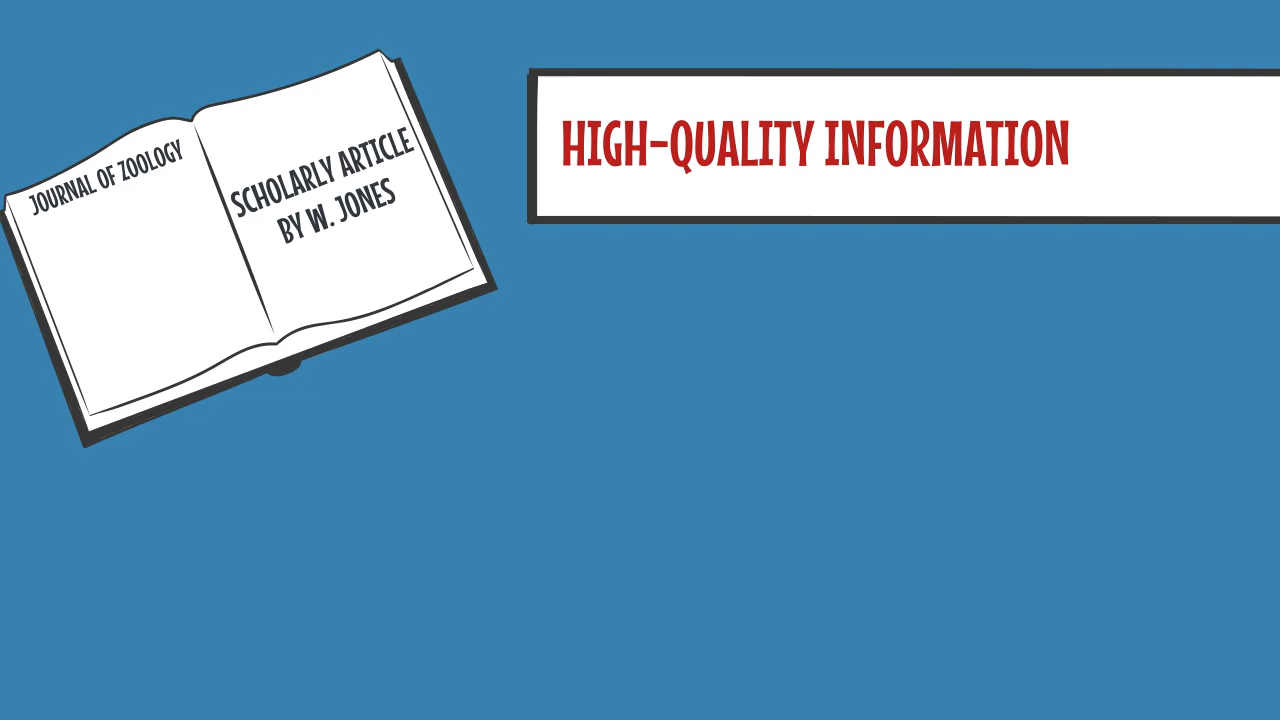 JOURNAL OF ZOOLOGY
SCHOLARLY ARTICLE
BY W. JONES
HIGH-QUALITY INFORMATION